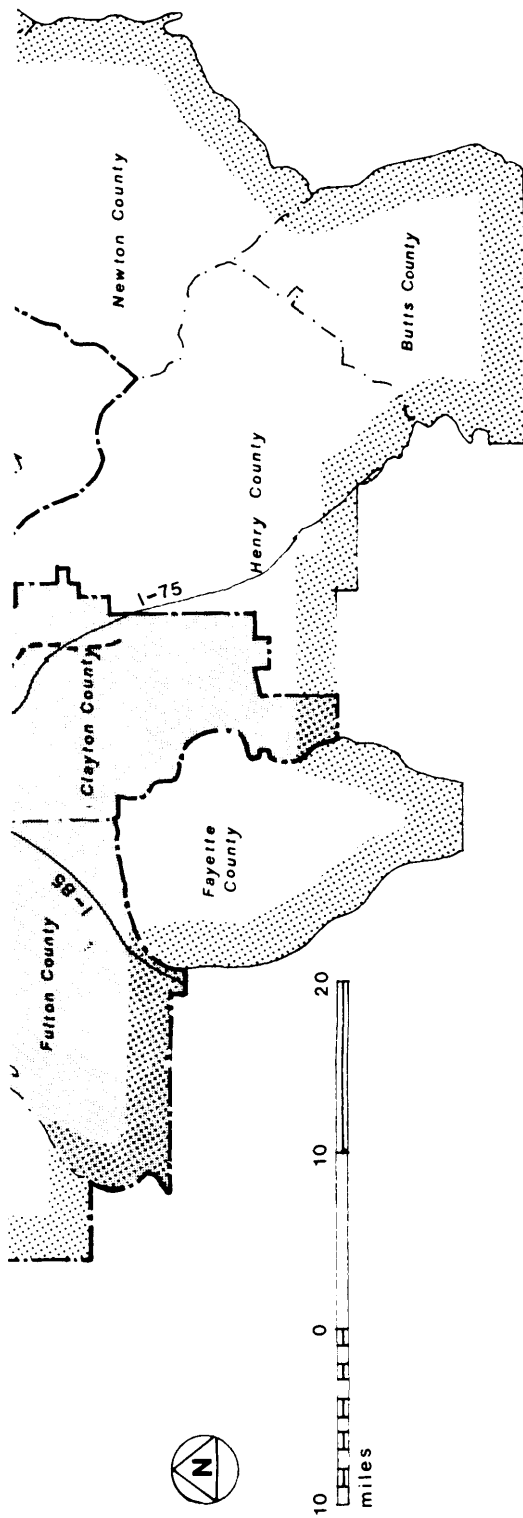 Newton County
Butts County
Henry County
I-75
Clayton County
Fayette
County
I-85
Fulton County
N
10 0 10 20
miles